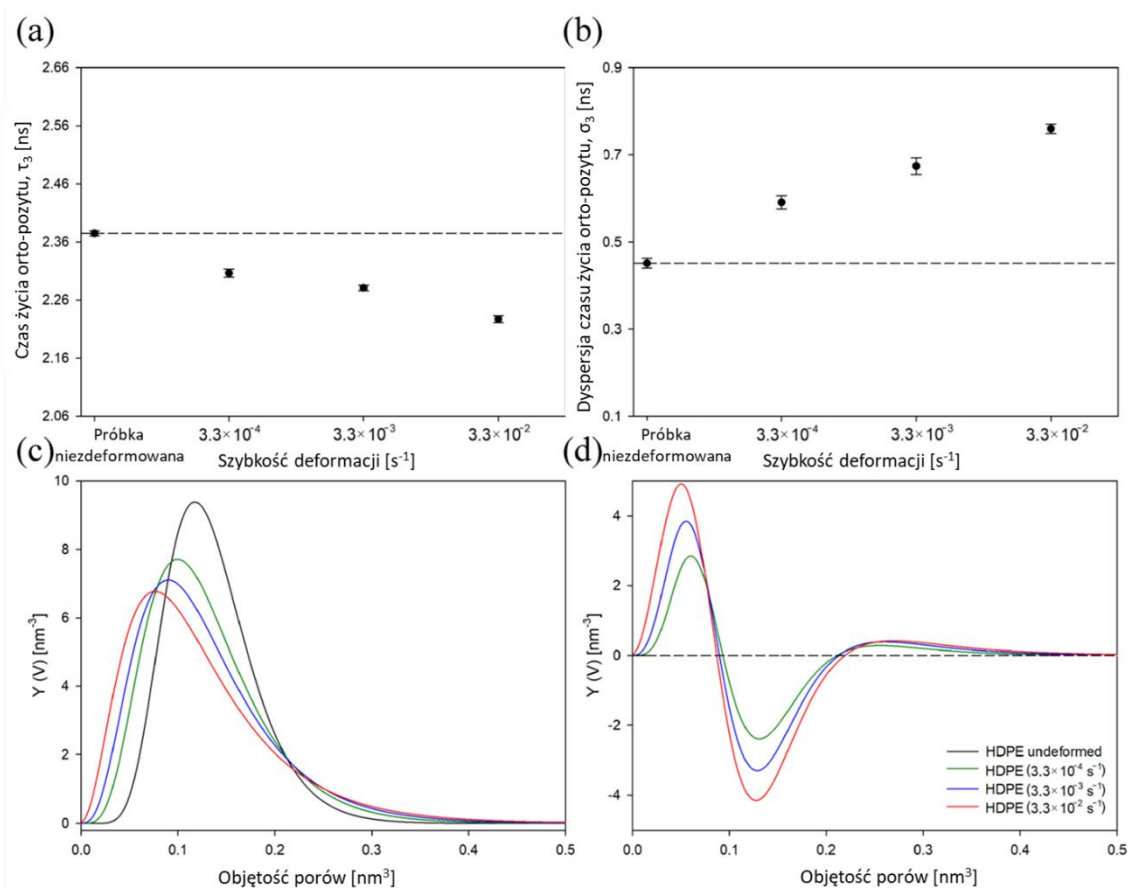 (a)
Czas życia orto-pozytu, τ₃ [ns]
2.66
2.56
2.46
2.36
2.26
2.16
2.06
Próbka
niezdeformowana
3.3×10⁻⁴
3.3×10⁻³
3.3×10⁻²
Szybkość deformacji [s⁻¹]
(b)
Dyspersja czasu życia orto-pozytu, σ₃ [ns]
0.9
0.7
0.5
0.3
0.1
Próbka
niezdeformowana
3.3×10⁻⁴
3.3×10⁻³
3.3×10⁻²
Szybkość deformacji [s⁻¹]
(c)
Y (V) [nm⁻³]
10
8
6
4
2
0
0.0
0.1
0.2
0.3
0.4
0.5
Objętość porów [nm³]
(d)
Y (V) [nm⁻³]
4
2
0
-2
-4
HDPE undeformed
HDPE (3.3×10⁻⁴ s⁻¹)
HDPE (3.3×10⁻³ s⁻¹)
HDPE (3.3×10⁻² s⁻¹)
0.0
0.1
0.2
0.3
0.4
0.5
Objętość porów [nm³]